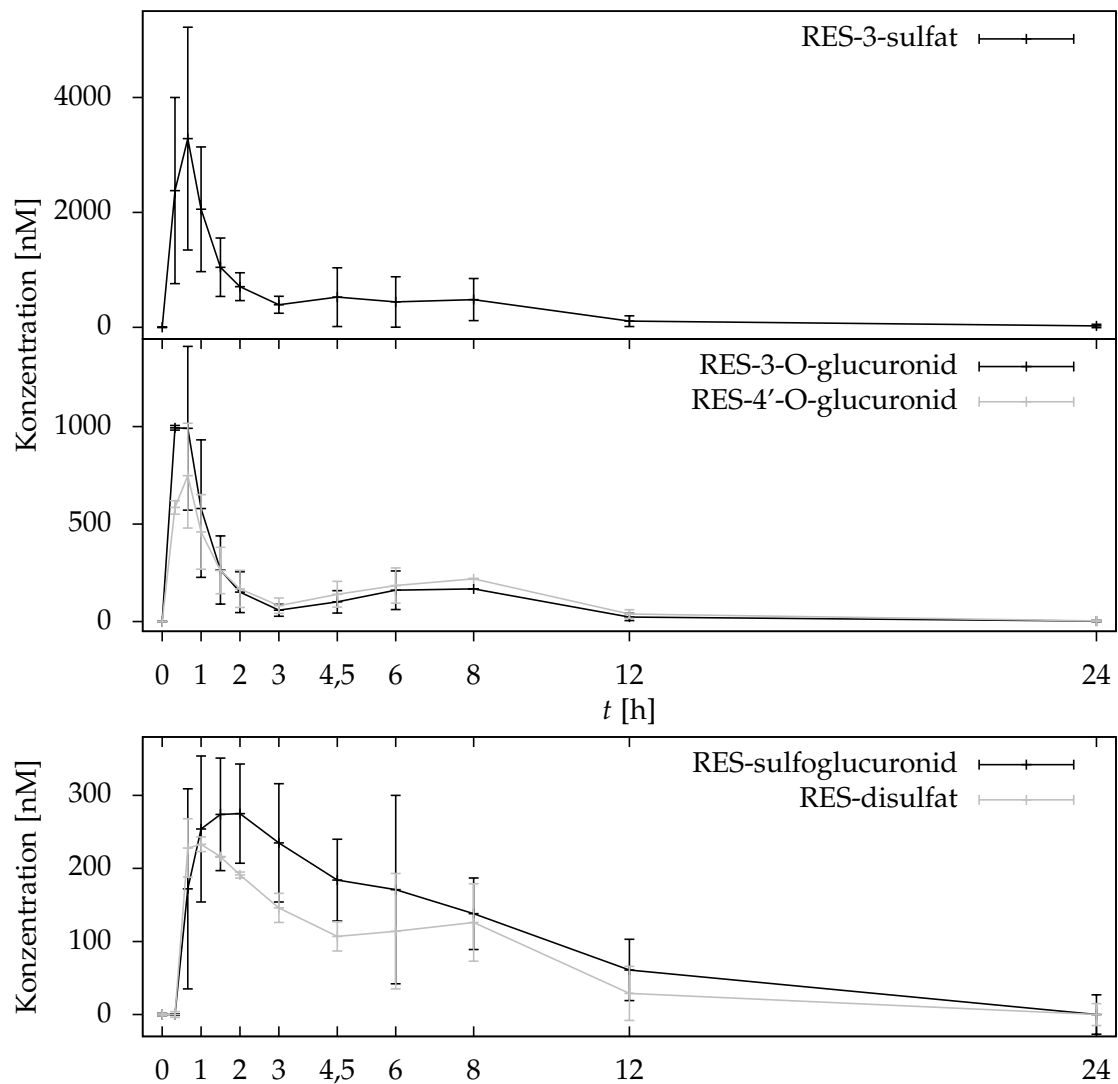 RES-3-sulfat
4000
2000
0
Konzentration [nM]
RES-3-O-glucuronid
RES-4’-O-glucuronid
1000
500
0
0 1 2 3 4,5 6 8 12 24
t [h]
RES-sulfoglucuronid
RES-disulfat
300
200
100
0
Konzentration [nM]
0 1 2 3 4,5 6 8 12 24